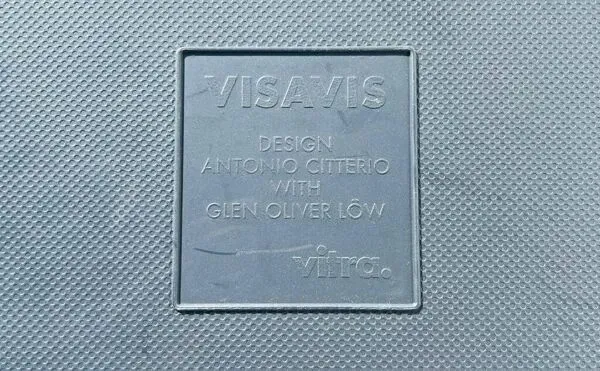 VISAVIS
DESIGN
ANTONIO CITTERIO
WITH
GLEN OLIVER LÖW
vitra.